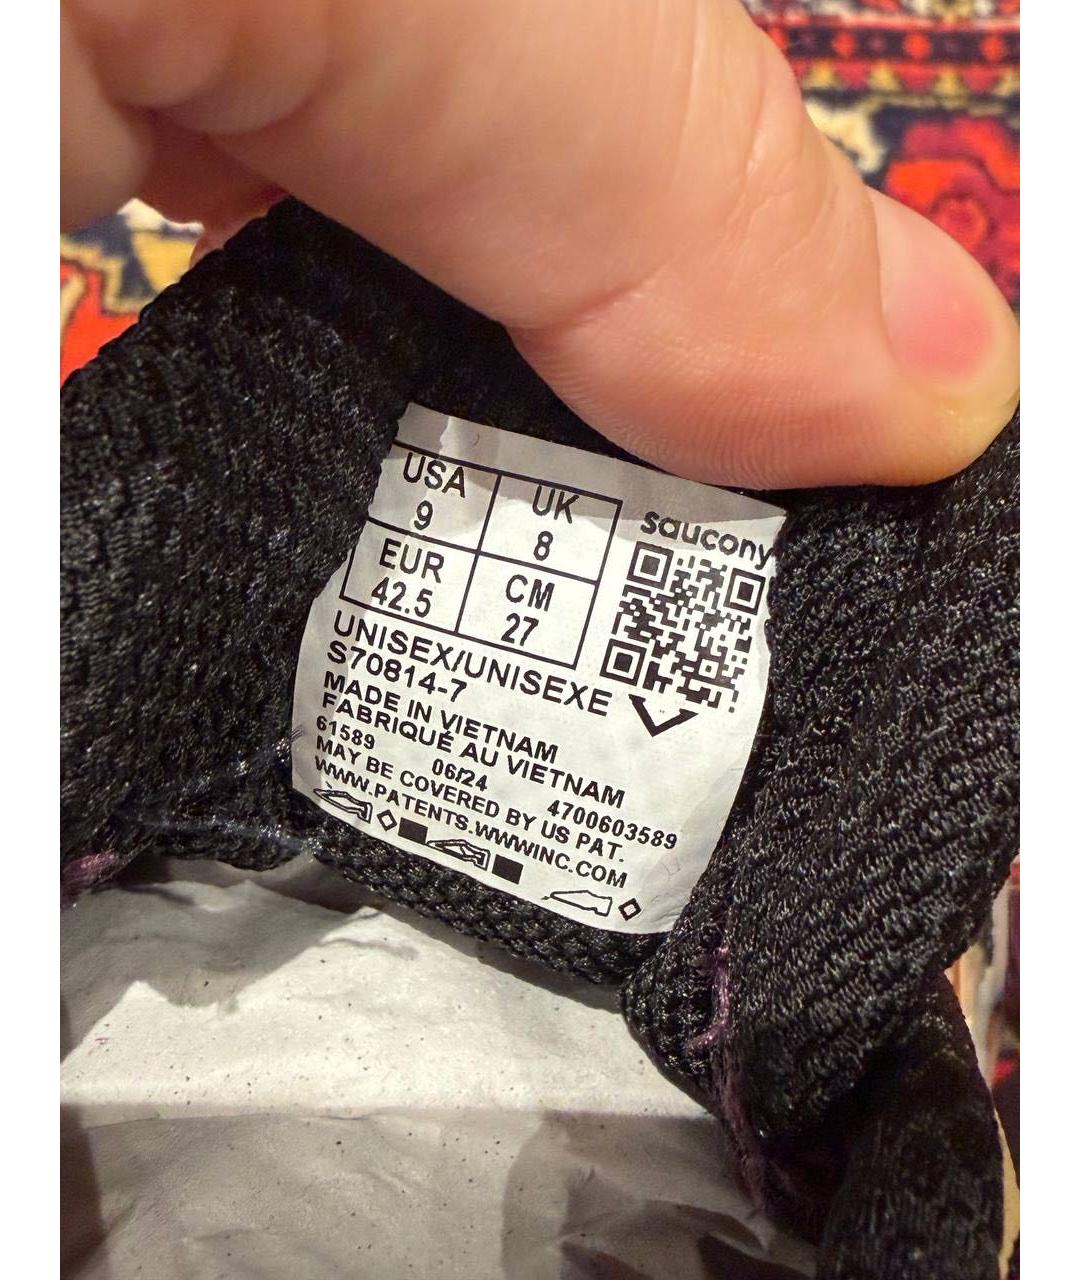 USA
9
UK
8
EUR
42.5
CM
27
saucony
UNISEX/UNISEXE
S70814-7
MADE IN VIETNAM
FABRIQUÉ AU VIETNAM
61589 06/24 4700603589
MAY BE COVERED BY US PAT.
WWW.PATENTS.WWWINC.COM